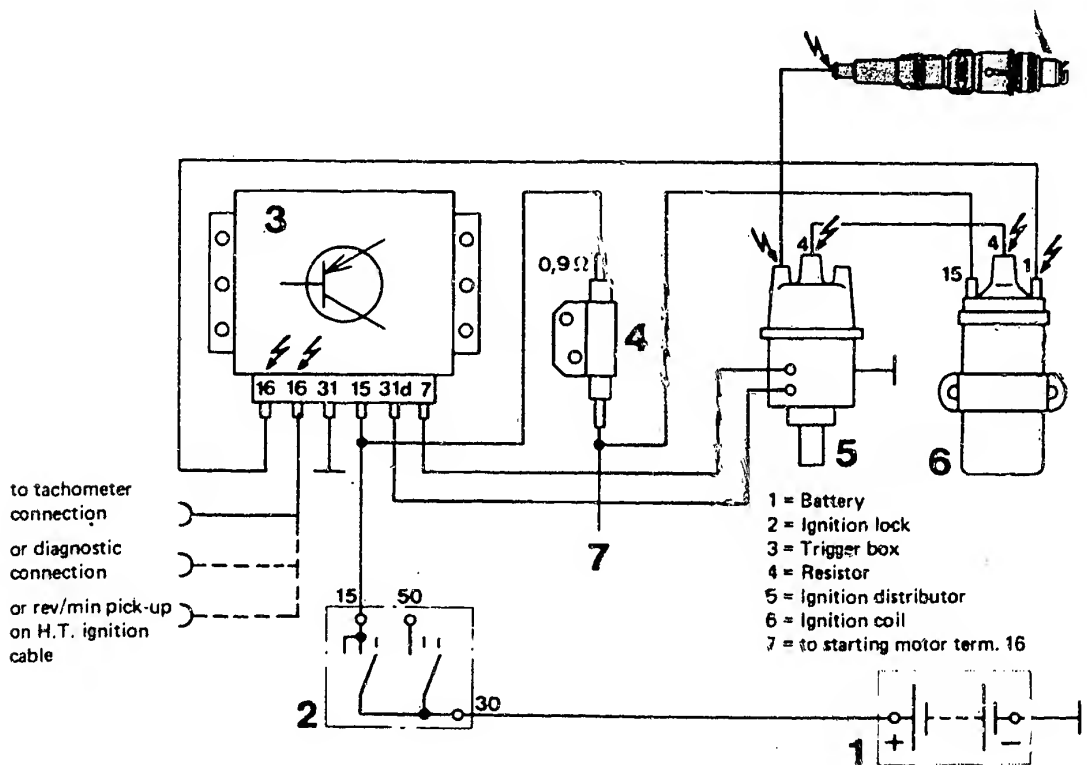 3
0,9 Ω
4
4
4
1
15
16 16 31 15 31d 7
5
6
to tachometer
connection
or diagnostic
connection
or rev/min pick-up
on H.T. ignition
cable
7
1 = Battery
2 = Ignition lock
3 = Trigger box
4 = Resistor
5 = Ignition distributor
6 = Ignition coil
7 = to starting motor term. 16
15 50
30
2
1
+ −